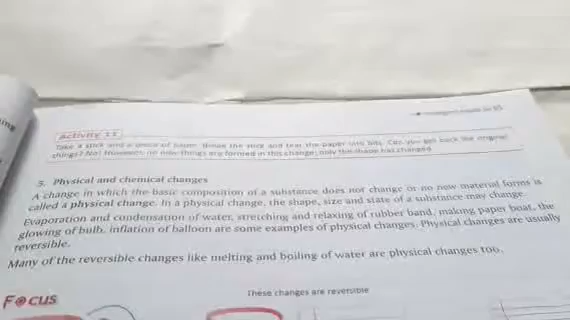 Activity 11
Take a stick and a piece of paper. Break the stick and tear the paper into bits. Can you get back the original
things? No! However, no new things are formed in this change, only the shape has changed.
5. Physical and chemical changes
A change in which the basic composition of a substance does not change or no new material forms is
called a physical change. In a physical change, the shape, size and state of a substance may change.
Evaporation and condensation of water, stretching and relaxing of rubber band, making paper boat, the
glowing of bulb, inflation of balloon are some examples of physical changes. Physical changes are usually
reversible.
Many of the reversible changes like melting and boiling of water are physical changes too.
Focus
These changes are reversible